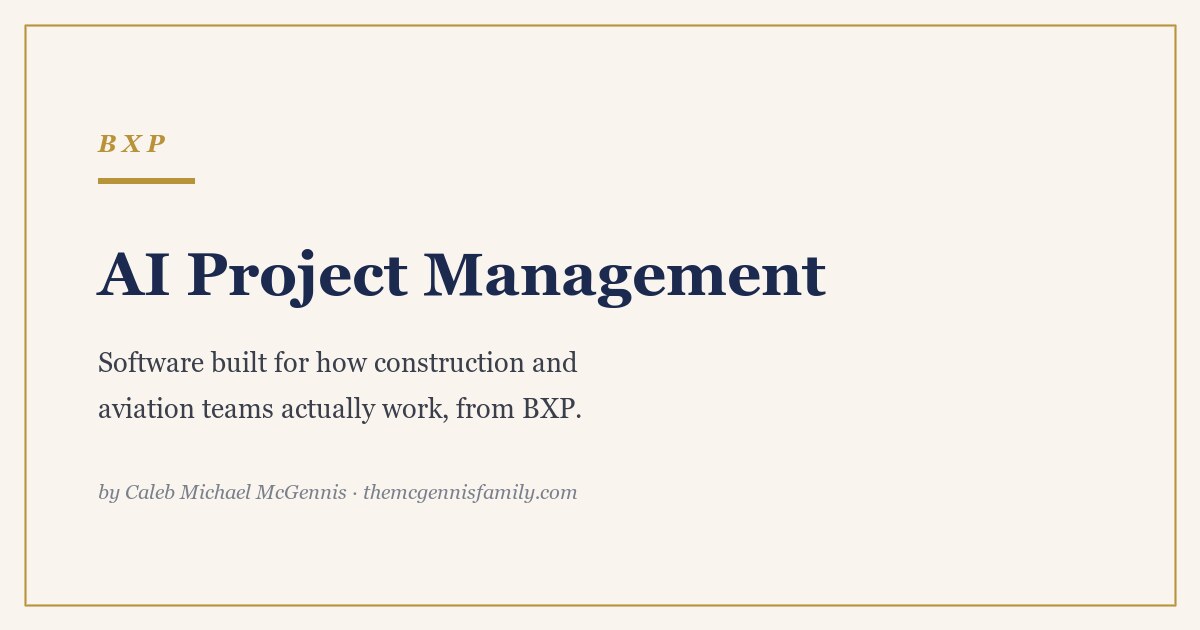 BXP
AI Project Management
Software built for how construction and
aviation teams actually work, from BXP.
by Caleb Michael McGennis · themcgennisfamily.com